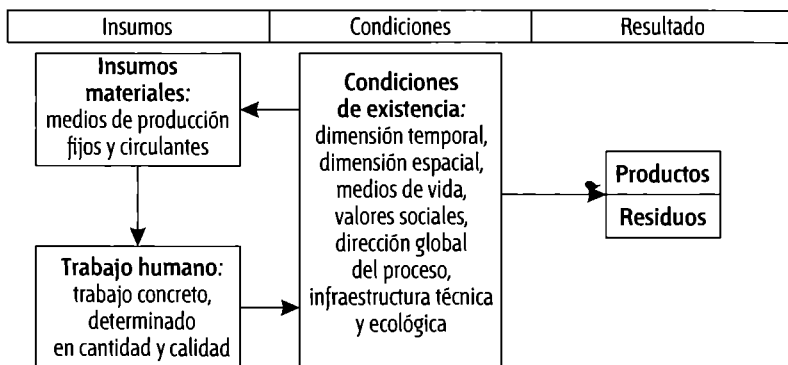 Insumos
Condiciones
Resultado
Insumos
materiales:
medios de producción
fijos y circulantes
Trabajo humano:
trabajo concreto,
determinado
en cantidad y calidad
Condiciones
de existencia:
dimensión temporal,
dimensión espacial,
medios de vida,
valores sociales,
dirección global
del proceso,
infraestructura técnica
y ecológica
Productos
Residuos